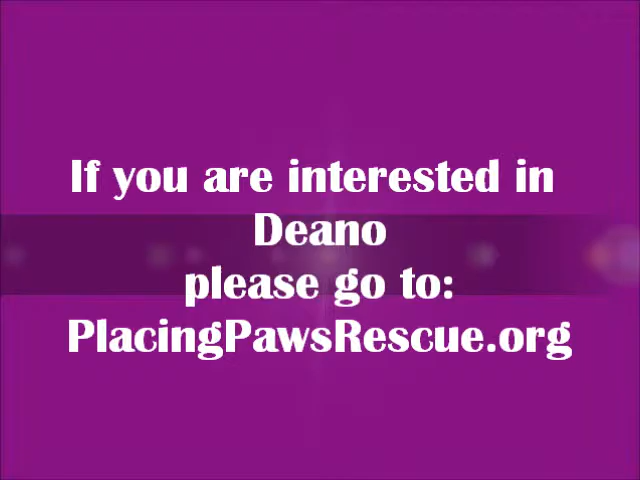 If you are interested in
Deano
please go to:
PlacingPawsRescue.org